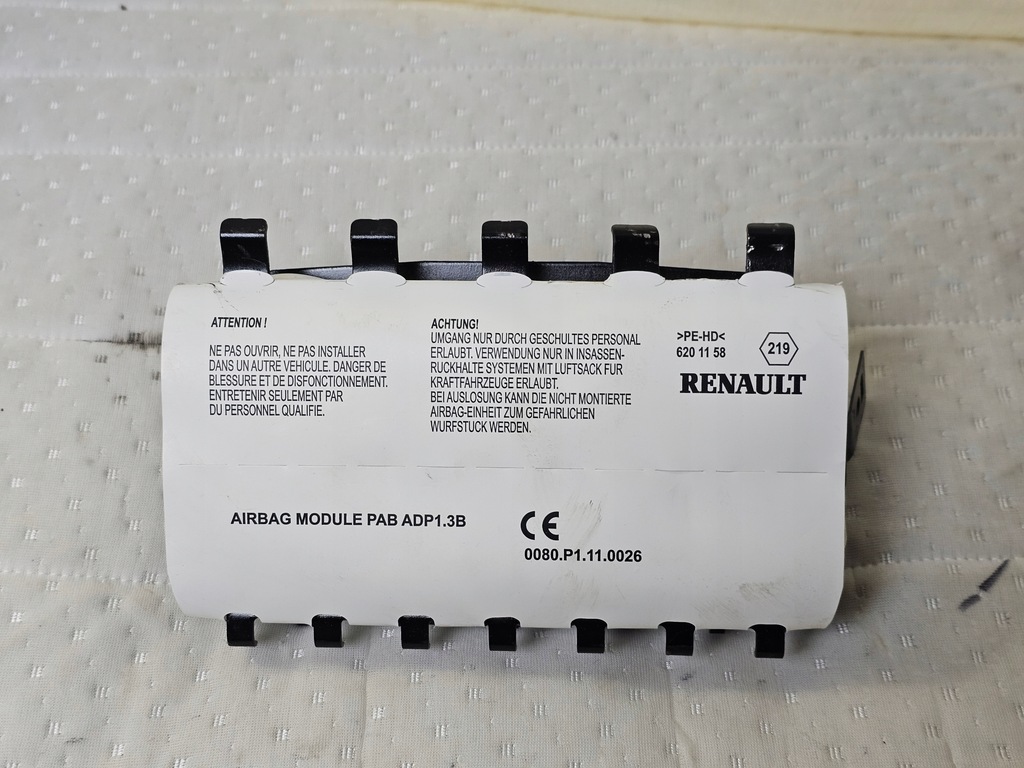 ATTENTION !
NE PAS OUVRIR, NE PAS INSTALLER
DANS UN AUTRE VEHICULE. DANGER DE
BLESSURE ET DE DISFONCTIONNEMENT.
ENTRETENIR SEULEMENT PAR
DU PERSONNEL QUALIFIE.
ACHTUNG!
UMGANG NUR DURCH GESCHULTES PERSONAL
ERLAUBT. VERWENDUNG NUR IN INSASSEN-
RUCKHALTE SYSTEMEN MIT LUFTSACK FUR
KRAFTFAHRZEUGE ERLAUBT.
BEI AUSLOSUNG KANN DIE NICHT MONTIERTE
AIRBAG-EINHEIT ZUM GEFAHRLICHEN
WURFSTUCK WERDEN.
>PE-HD<
620 11 58
219
RENAULT
AIRBAG MODULE PAB ADP1.3B
CE
0080.P1.11.0026